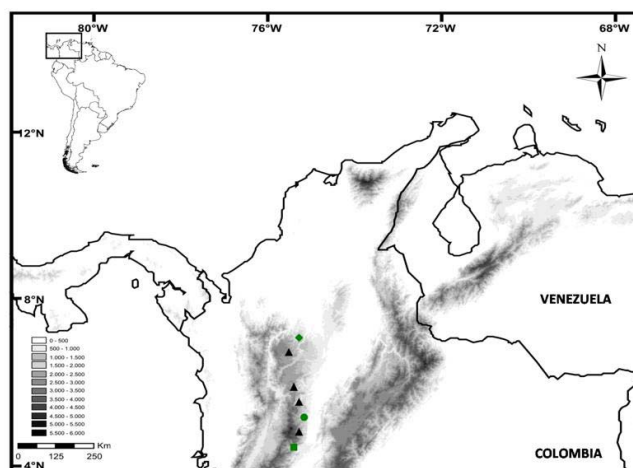 80°W 76°W 72°W 68°W
N
12°N
8°N
VENEZUELA
0 - 500
500 - 1.000
1.000 - 1.500
1.500 - 2.000
2.000 - 2.500
2.500 - 3.000
3.000 - 3.500
3.500 - 4.000
4.000 - 4.500
4.500 - 5.000
5.000 - 5.500
5.500 - 6.000
Km
0 125 250
4°N
COLOMBIA